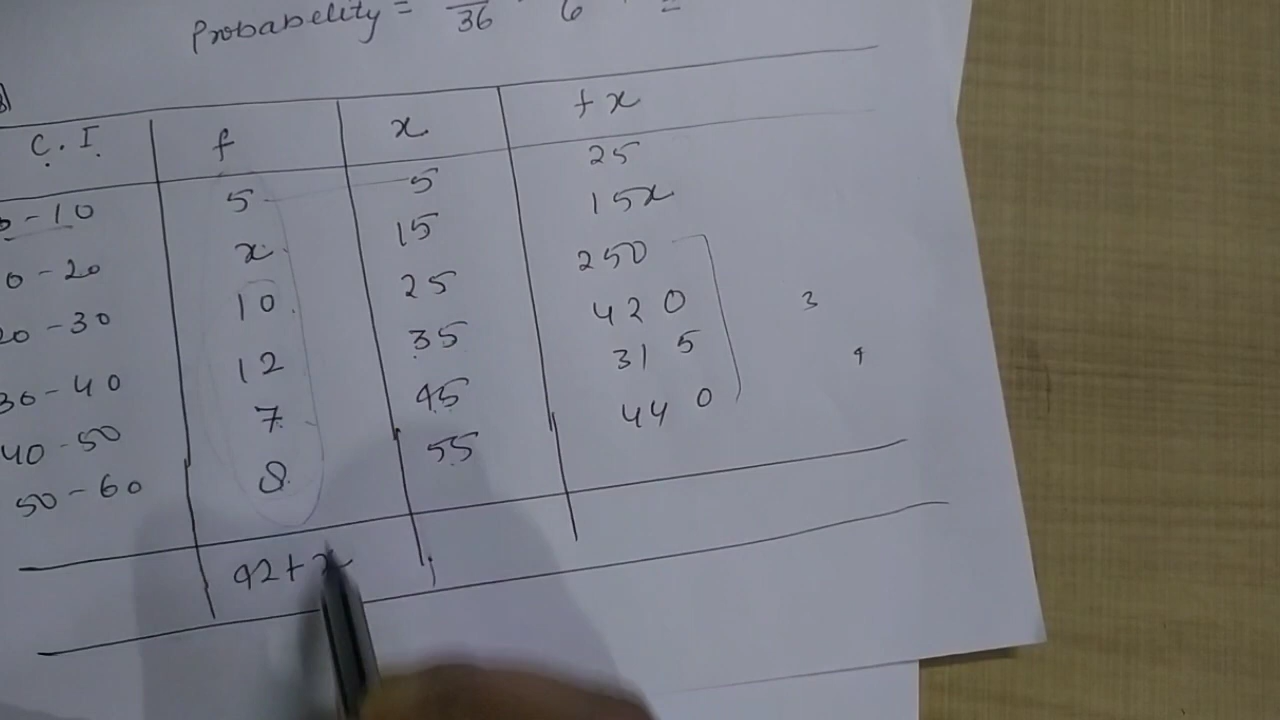 Probabelity = 36 6
C.I. f x fx
-10 5 5 25
0-20 x 15 15x
20-30 10 25 250
30-40 12 35 420 3
40-50 7 45 315 4
50-60 8 55 440
42+x